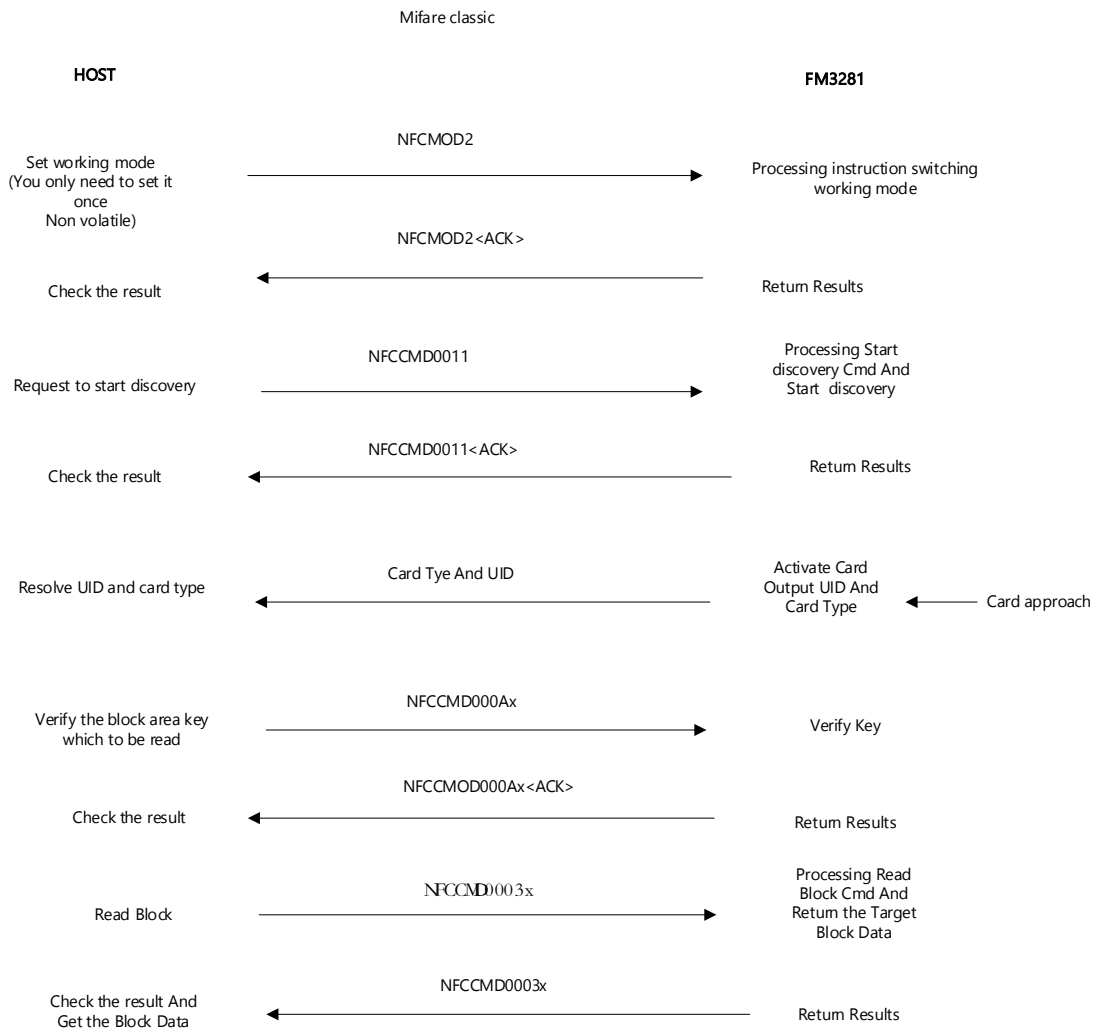 Mifare classic
HOST
FM3281
NFCMOD2
Set working mode
(You only need to set it
once
Non volatile)
Processing instruction switching
working mode
NFCMOD2<ACK>
Check the result
Return Results
NFCCMD0011
Request to start discovery
Processing Start
discovery Cmd And
Start discovery
NFCCMD0011<ACK>
Check the result
Return Results
Resolve UID and card type
Card Tye And UID
Activate Card
Output UID And
Card Type
Card approach
NFCCMD000Ax
Verify the block area key
which to be read
Verify Key
NFCCMOD000Ax<ACK>
Check the result
Return Results
NFCCMD0003x
Read Block
Processing Read
Block Cmd And
Return the Target
Block Data
NFCCMD0003x
Check the result And
Get the Block Data
Return Results